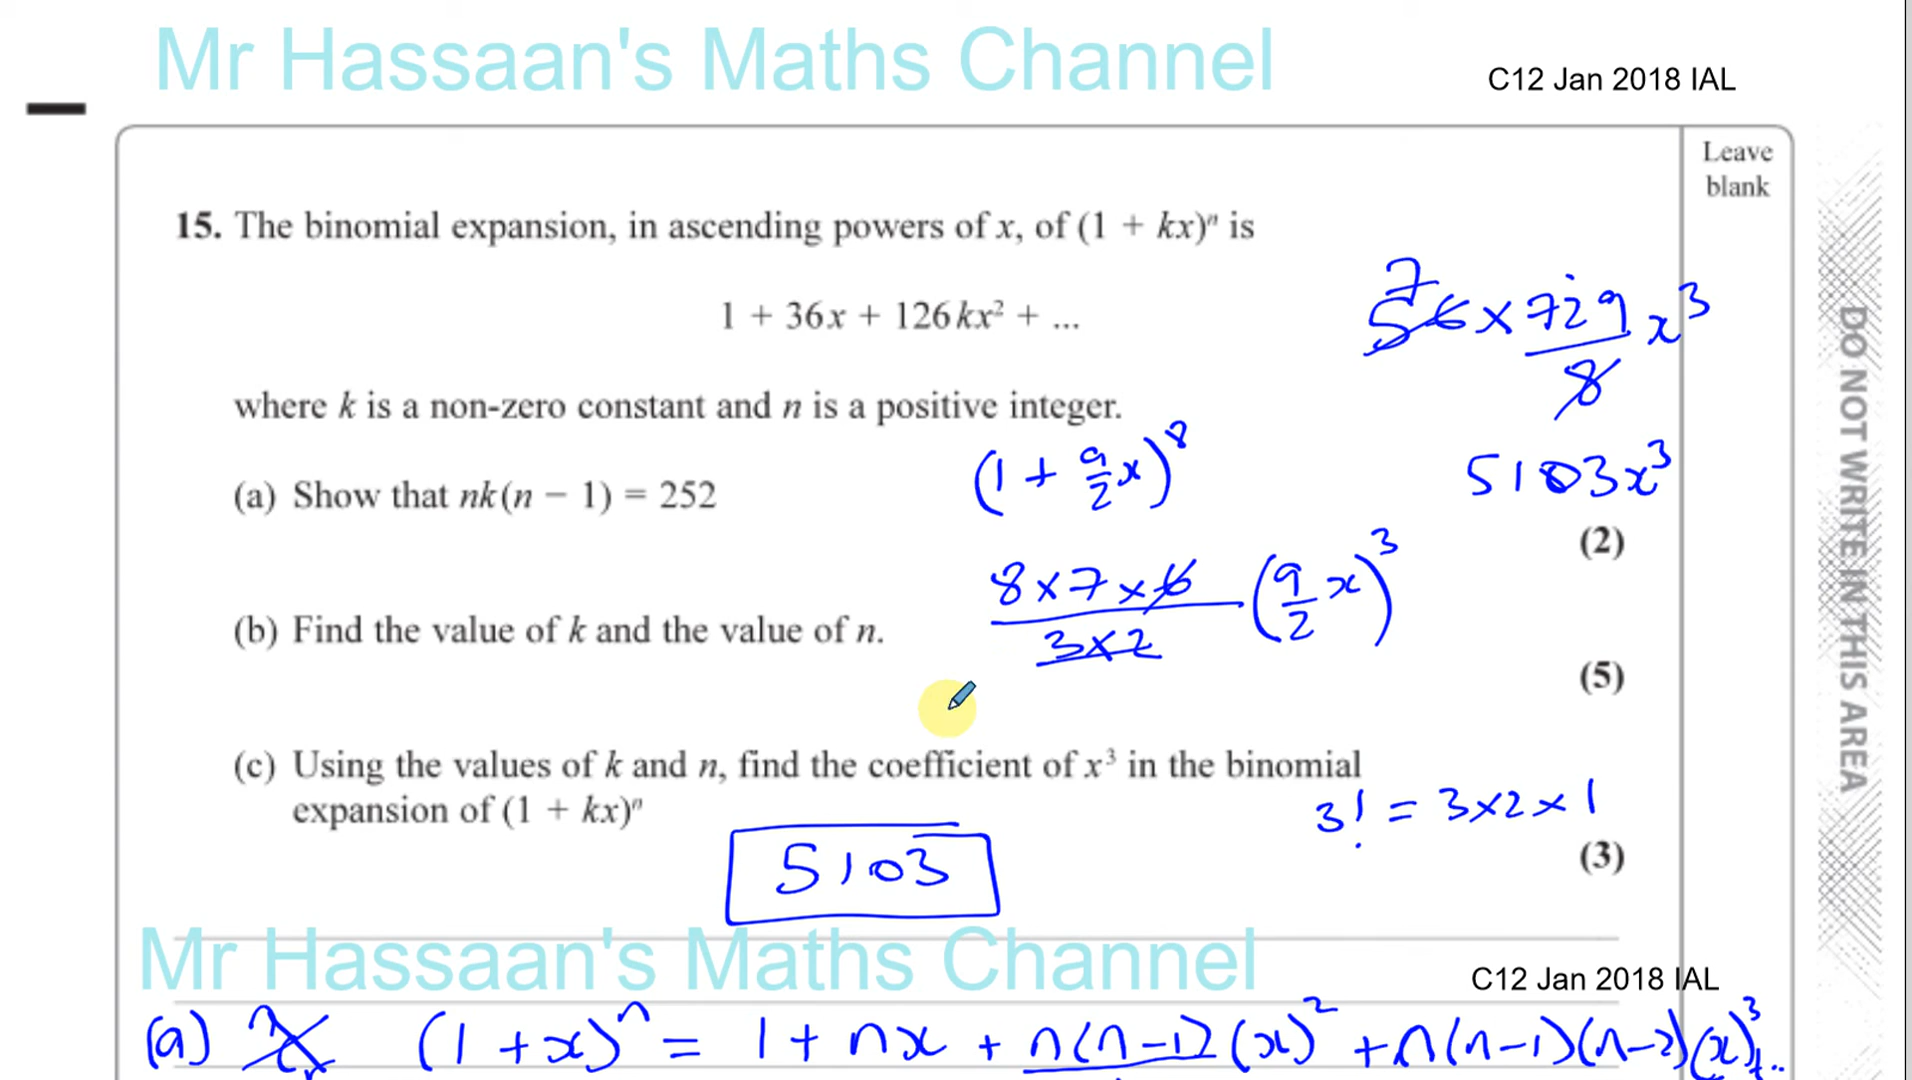 Mr Hassaan's Maths Channel
C12 Jan 2018 IAL
Leave
blank
15. The binomial expansion, in ascending powers of x, of (1 + kx)ⁿ is
1 + 36x + 126kx² + ...
where k is a non-zero constant and n is a positive integer.
7
56 × 729/8 x³
(1 + 9/2 x)⁸
5103x³
(a) Show that nk(n − 1) = 252
(2)
8×7×6/3×2 (9/2 x)³
(b) Find the value of k and the value of n.
(5)
(c) Using the values of k and n, find the coefficient of x³ in the binomial
expansion of (1 + kx)ⁿ
3! = 3×2×1
(3)
5103
DO NOT WRITE IN THIS AREA
Mr Hassaan's Maths Channel
C12 Jan 2018 IAL
(a) (1+x)ⁿ = 1 + nx + n(n−1)(x)² + n(n−1)(n−2)(x)³+...